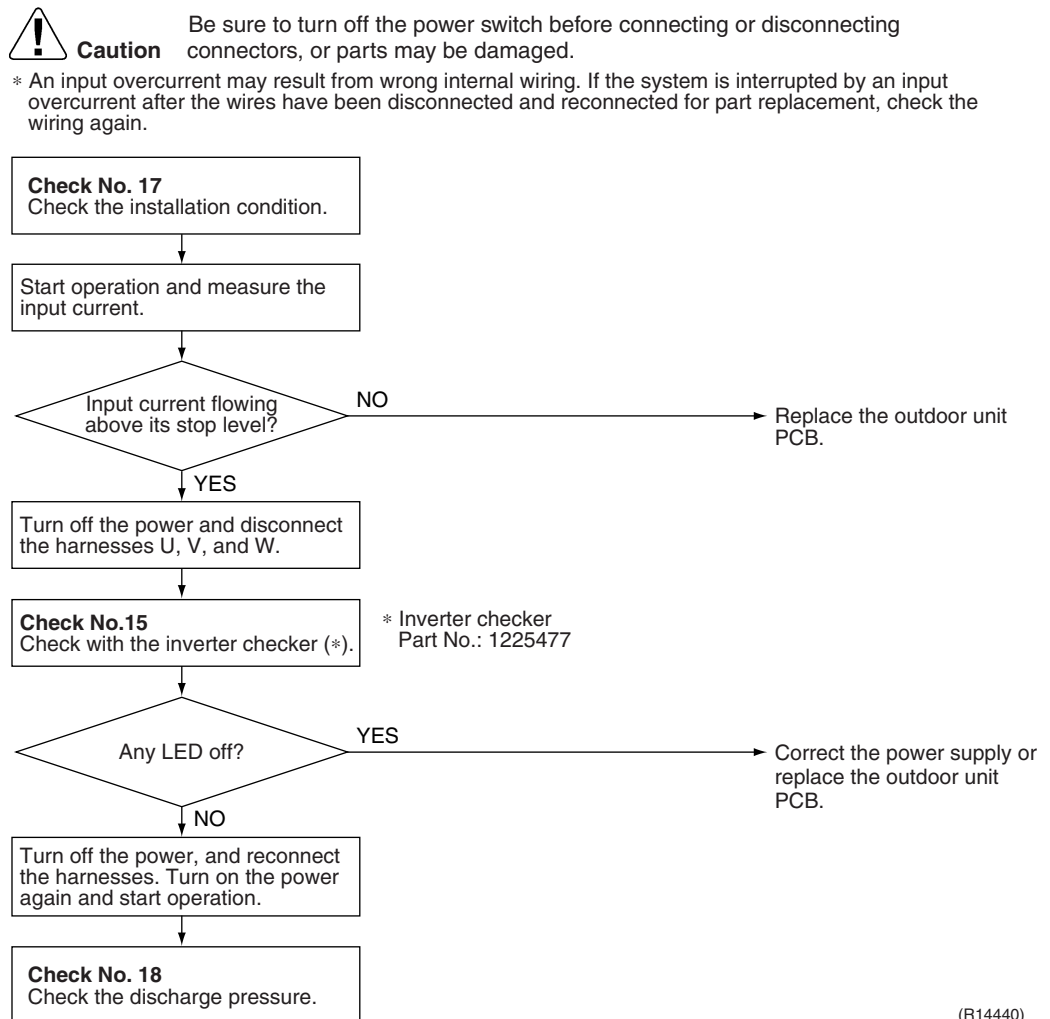 Be sure to turn off the power switch before connecting or disconnecting
Caution connectors, or parts may be damaged.
* An input overcurrent may result from wrong internal wiring. If the system is interrupted by an input
overcurrent after the wires have been disconnected and reconnected for part replacement, check the
wiring again.
Check No. 17
Check the installation condition.
Start operation and measure the
input current.
Input current flowing
above its stop level?
NO
Replace the outdoor unit
PCB.
YES
Turn off the power and disconnect
the harnesses U, V, and W.
Check No.15
Check with the inverter checker (*).
* Inverter checker
Part No.: 1225477
Any LED off?
YES
Correct the power supply or
replace the outdoor unit
PCB.
NO
Turn off the power, and reconnect
the harnesses. Turn on the power
again and start operation.
Check No. 18
Check the discharge pressure.
(R14440)